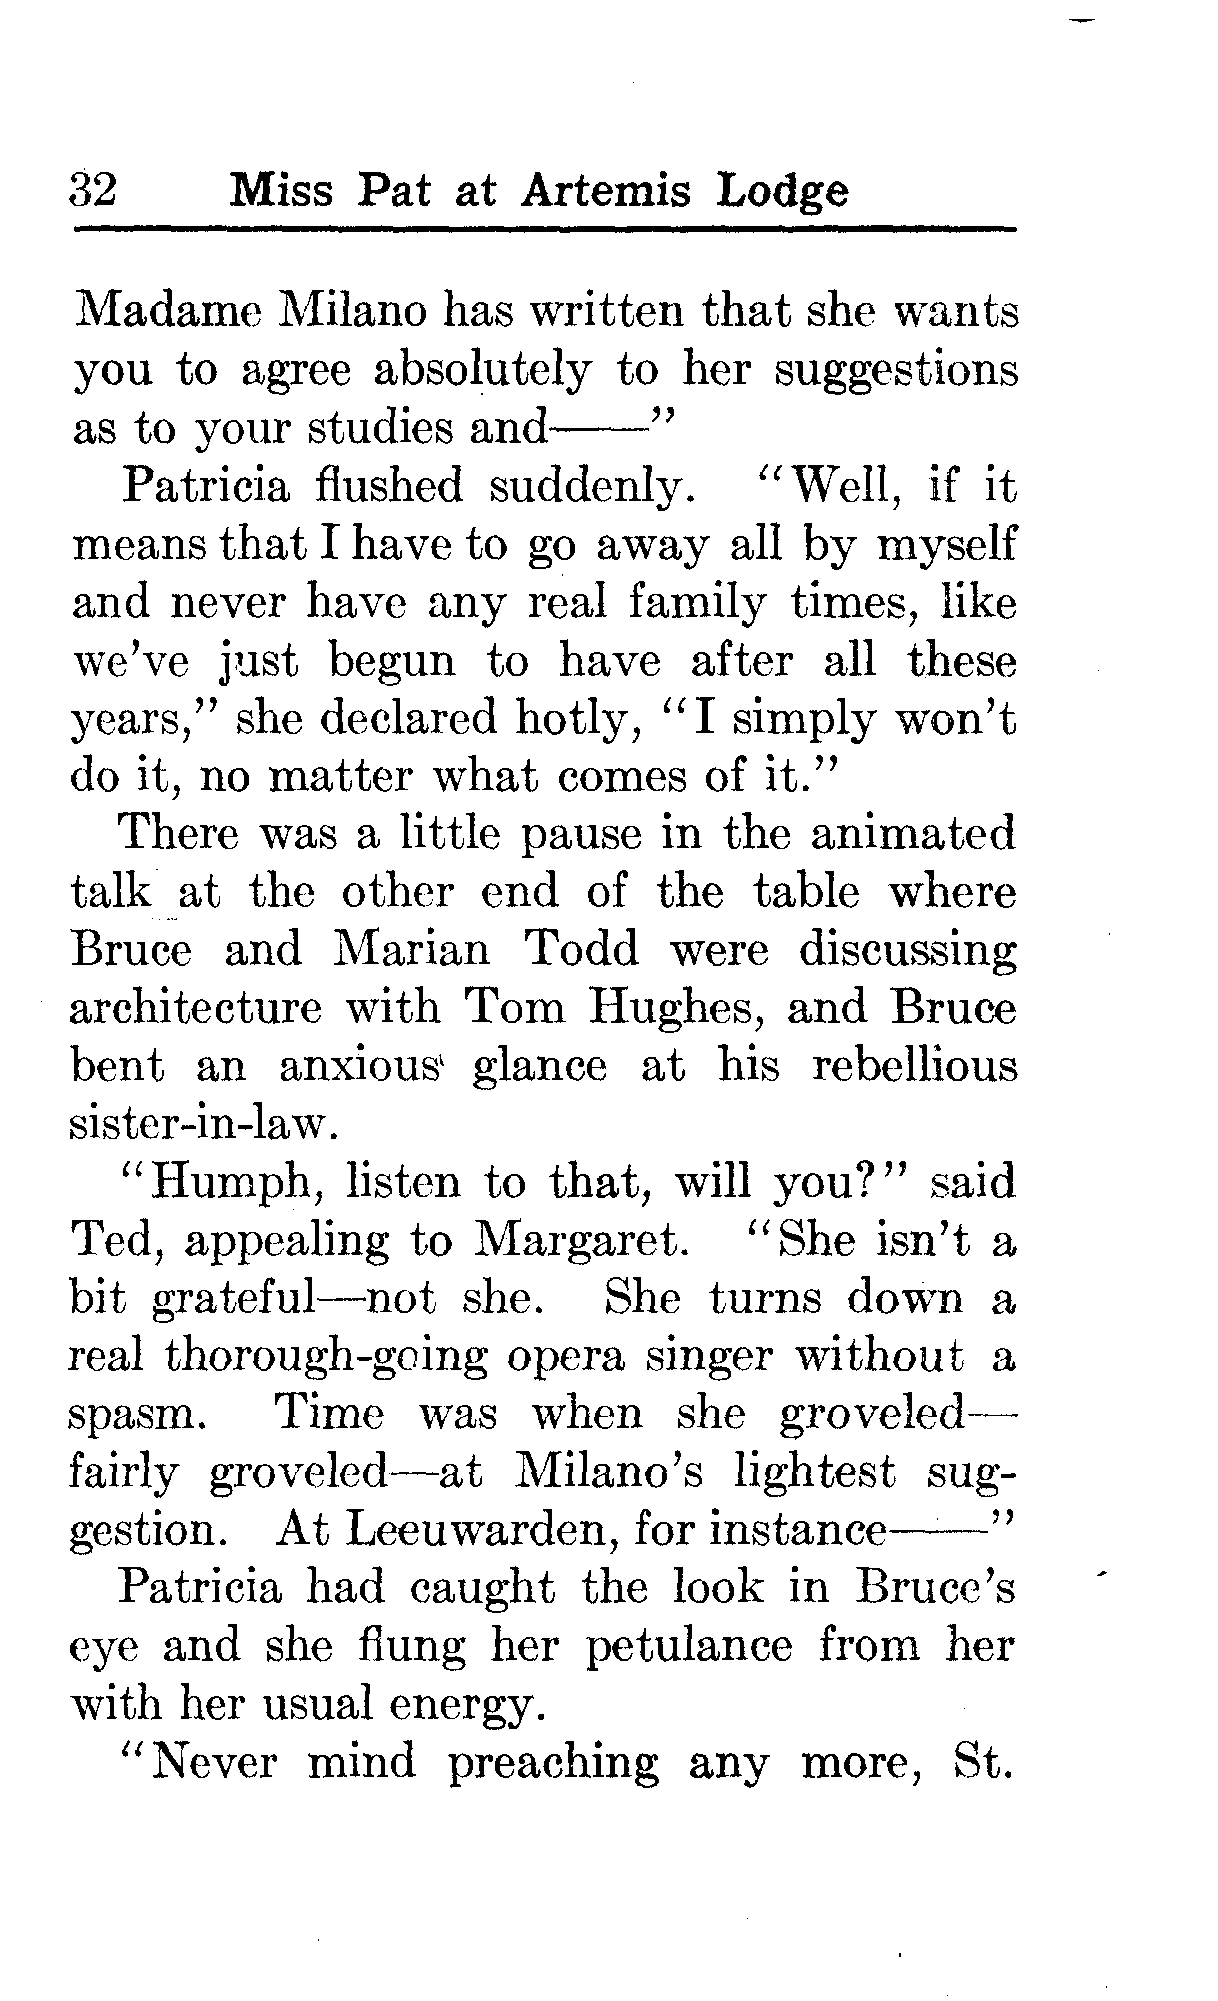 32 Miss Pat at Artemis Lodge
Madame Milano has written that she wants
you to agree absolutely to her suggestions
as to your studies and——"
Patricia flushed suddenly. "Well, if it
means that I have to go away all by myself
and never have any real family times, like
we've just begun to have after all these
years," she declared hotly, "I simply won't
do it, no matter what comes of it."
There was a little pause in the animated
talk at the other end of the table where
Bruce and Marian Todd were discussing
architecture with Tom Hughes, and Bruce
bent an anxious glance at his rebellious
sister-in-law.
"Humph, listen to that, will you?" said
Ted, appealing to Margaret. "She isn't a
bit grateful—not she. She turns down a
real thorough-going opera singer without a
spasm. Time was when she groveled—
fairly groveled—at Milano's lightest sug-
gestion. At Leeuwarden, for instance——"
Patricia had caught the look in Bruce's
eye and she flung her petulance from her
with her usual energy.
"Never mind preaching any more, St.